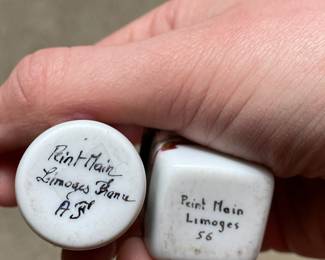 Peint Main
Limoges France
Peint Main
Limoges
56